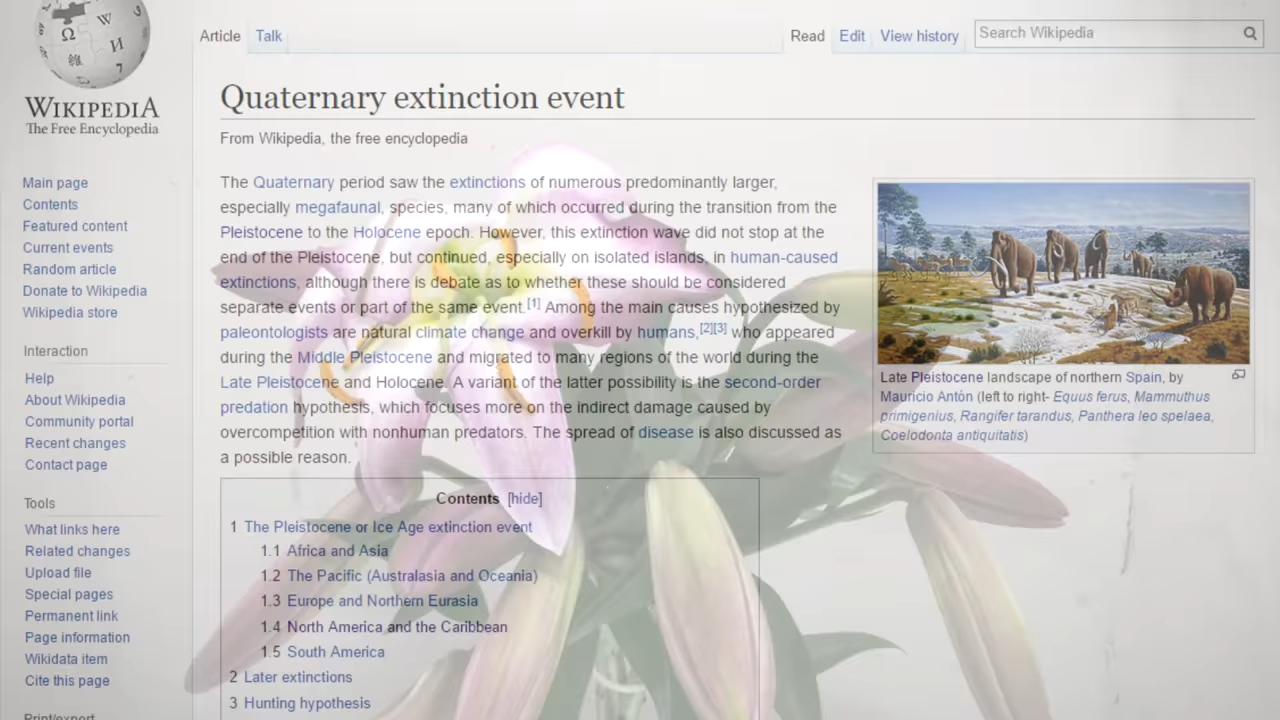 Article Talk Read Edit View history Search Wikipedia
WIKIPEDIA
The Free Encyclopedia
Main page
Contents
Featured content
Current events
Random article
Donate to Wikipedia
Wikipedia store
Interaction
Help
About Wikipedia
Community portal
Recent changes
Contact page
Tools
What links here
Related changes
Upload file
Special pages
Permanent link
Page information
Wikidata item
Cite this page
Print/export
Quaternary extinction event
From Wikipedia, the free encyclopedia
The Quaternary period saw the extinctions of numerous predominantly larger,
especially megafaunal, species, many of which occurred during the transition from the
Pleistocene to the Holocene epoch. However, this extinction wave did not stop at the
end of the Pleistocene, but continued, especially on isolated islands, in human-caused
extinctions, although there is debate as to whether these should be considered
separate events or part of the same event.[1] Among the main causes hypothesized by
paleontologists are natural climate change and overkill by humans,[2][3] who appeared
during the Middle Pleistocene and migrated to many regions of the world during the
Late Pleistocene and Holocene. A variant of the latter possibility is the second-order
predation hypothesis, which focuses more on the indirect damage caused by
overcompetition with nonhuman predators. The spread of disease is also discussed as
a possible reason.
Late Pleistocene landscape of northern Spain, by
Mauricio Antón (left to right- Equus ferus, Mammuthus
primigenius, Rangifer tarandus, Panthera leo spelaea,
Coelodonta antiquitatis)
Contents [hide]
1 The Pleistocene or Ice Age extinction event
1.1 Africa and Asia
1.2 The Pacific (Australasia and Oceania)
1.3 Europe and Northern Eurasia
1.4 North America and the Caribbean
1.5 South America
2 Later extinctions
3 Hunting hypothesis